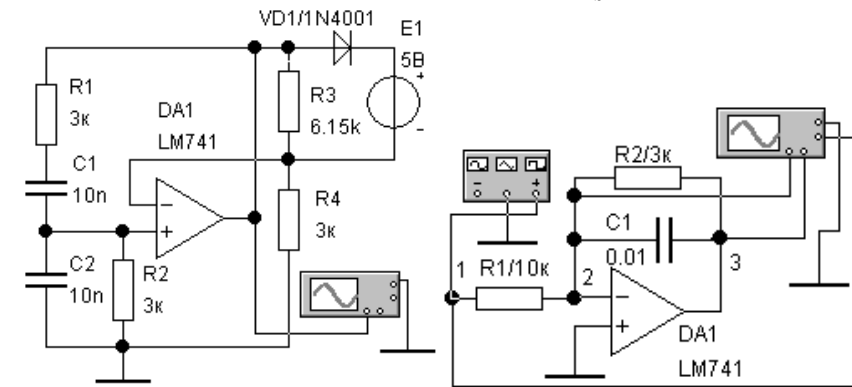 VD1/1N4001
E1
5В
+
-
R1
3к
DA1
LM741
R3
6.15k
C1
10n
R4
3к
-
+
C2
10n
R2
3к
R2/3к
- +
C1
0.01
1
R1/10к
2
3
-
+
DA1
LM741